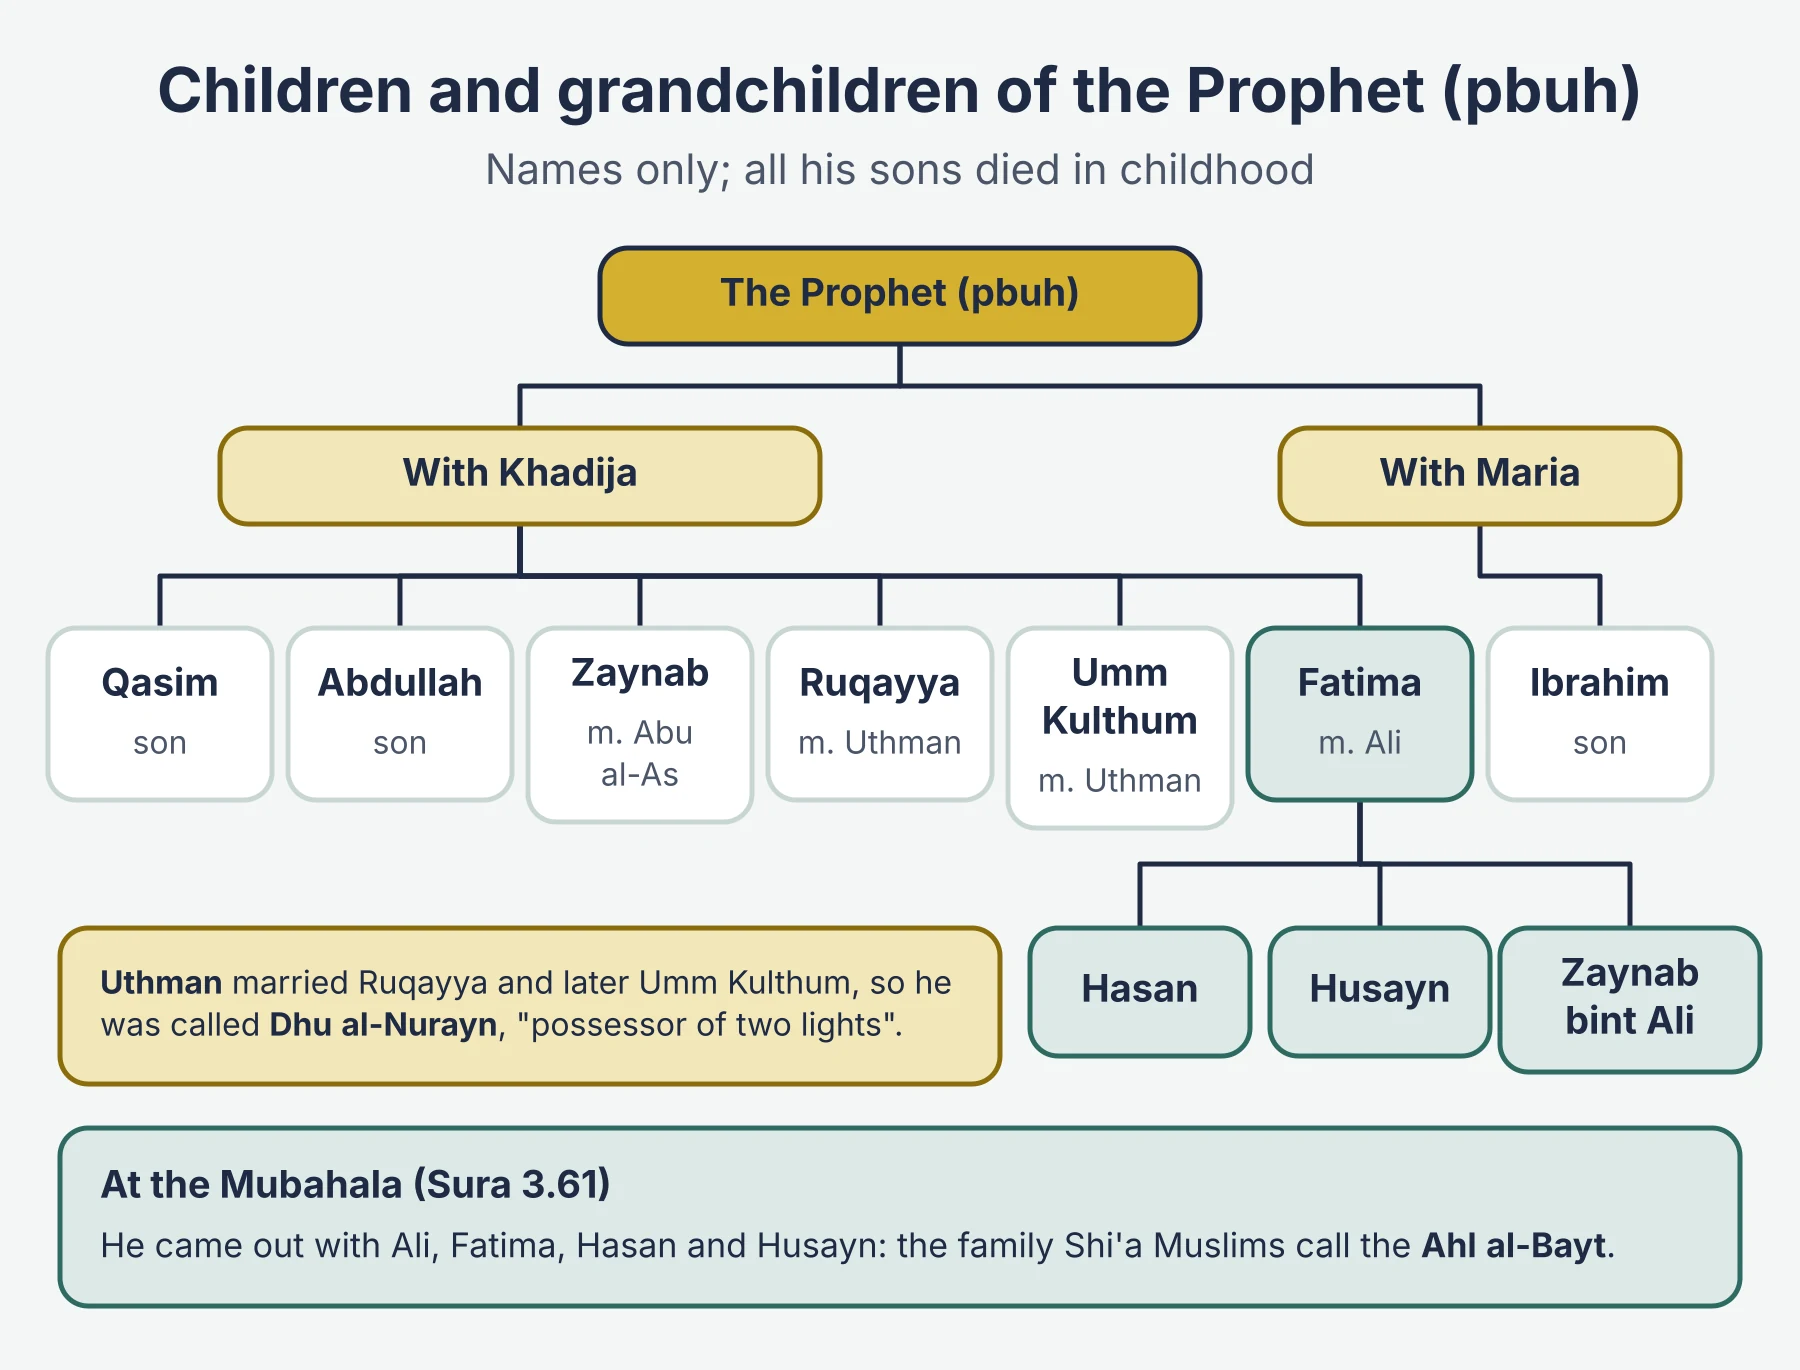 Children and grandchildren of the Prophet (pbuh)
Names only; all his sons died in childhood
The Prophet (pbuh)
With Khadija
With Maria
Qasim
son
Abdullah
son
Zaynab
m. Abu
al-As
Ruqayya
m. Uthman
Umm
Kulthum
m. Uthman
Fatima
m. Ali
Ibrahim
son
Hasan
Husayn
Zaynab
bint Ali
Uthman married Ruqayya and later Umm Kulthum, so he
was called Dhu al-Nurayn, "possessor of two lights".
At the Mubahala (Sura 3.61)
He came out with Ali, Fatima, Hasan and Husayn: the family Shi'a Muslims call the Ahl al-Bayt.